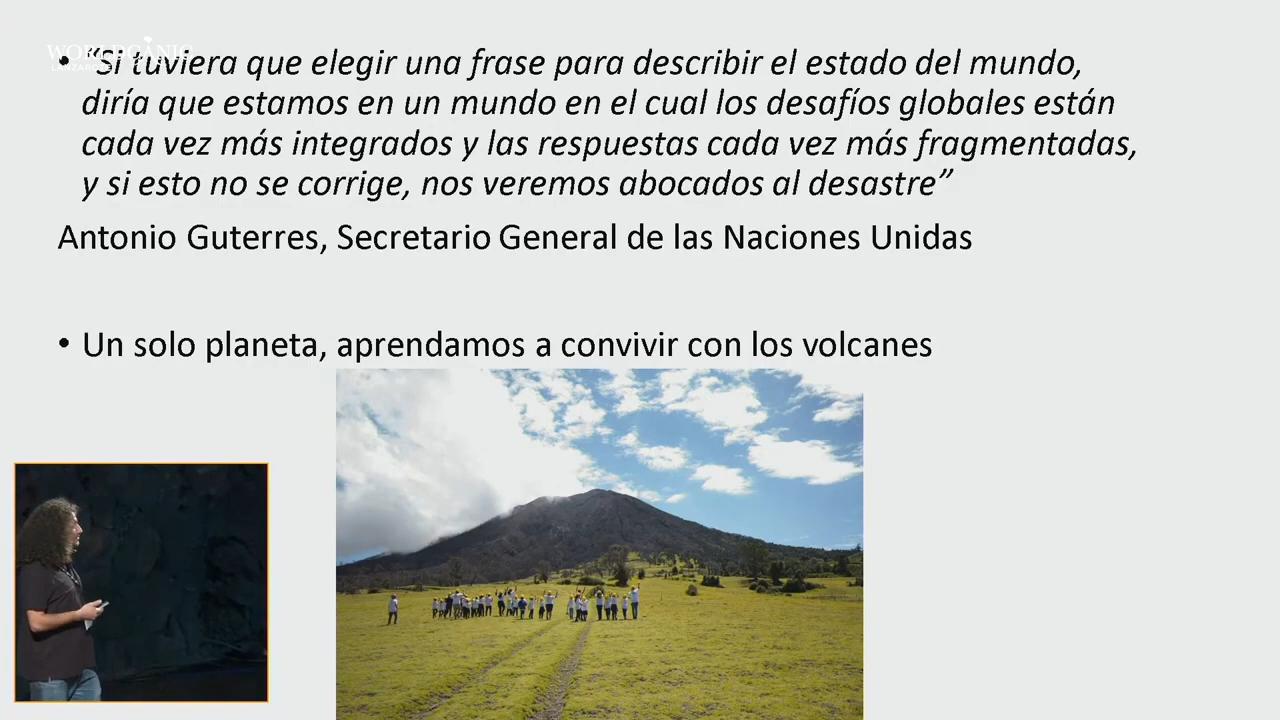 WORLDCANIC
LANZAROTE
• “Si tuviera que elegir una frase para describir el estado del mundo,
diría que estamos en un mundo en el cual los desafíos globales están
cada vez más integrados y las respuestas cada vez más fragmentadas,
y si esto no se corrige, nos veremos abocados al desastre”
Antonio Guterres, Secretario General de las Naciones Unidas
• Un solo planeta, aprendamos a convivir con los volcanes